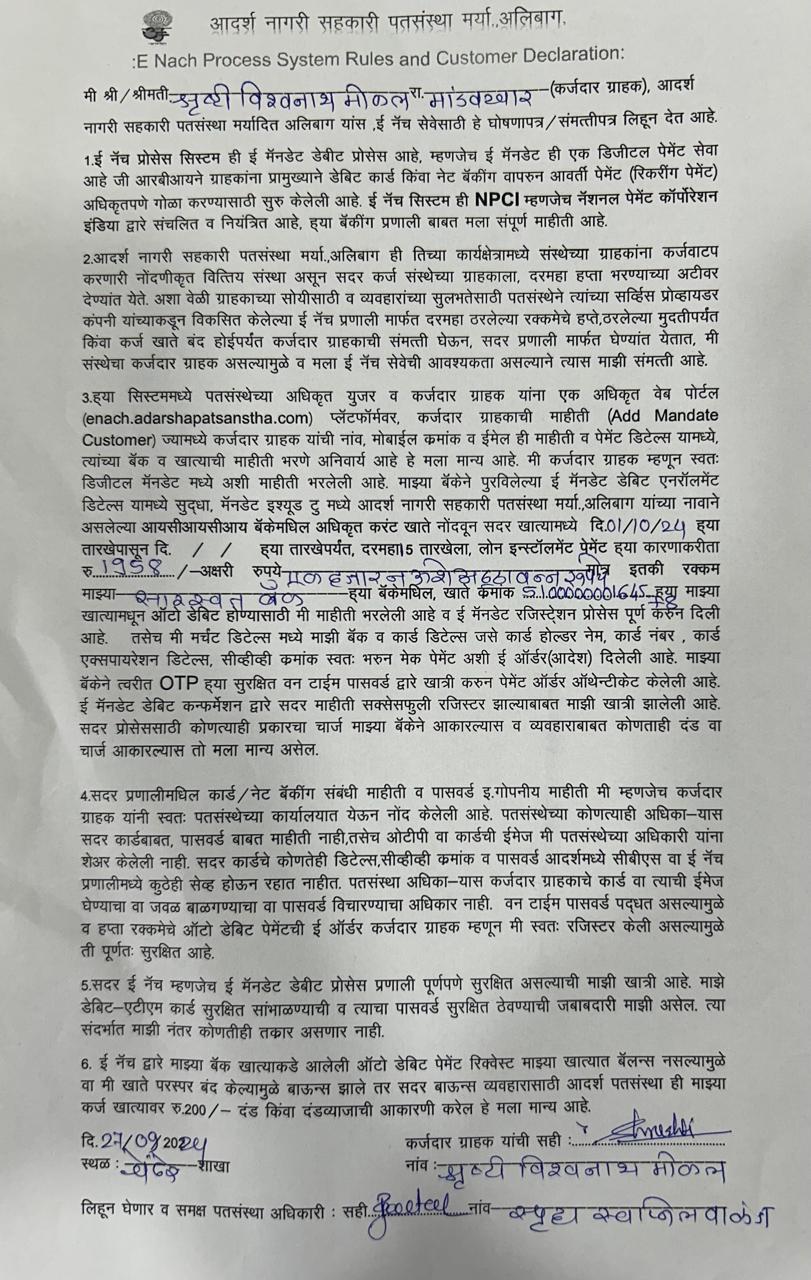 आदर्श नागरी सहकारी पतसंस्था मर्या.,अलिबाग.
:E Nach Process System Rules and Customer Declaration:
मी श्री/श्रीमती सृष्टी विश्वनाथ मोकल रा. मांडवखार (कर्जदार ग्राहक), आदर्श
नागरी सहकारी पतसंस्था मर्यादित अलिबाग यांस ,ई नॅच सेवेसाठी हे घोषणापत्र/संमत्तीपत्र लिहून देत आहे.
1.ई नॅच प्रोसेस सिस्टम ही ई मॅनडेट डेबीट प्रोसेस आहे, म्हणजेच ई मॅनडेट ही एक डिजीटल पेमेंट सेवा
आहे जी आरबीआयने ग्राहकांना प्रामुख्याने डेबिट कार्ड किंवा नेट बॅकींग वापरुन आवर्ती पेमेंट (रिकरींग पेमेंट)
अधिकृतपणे गोळा करण्यासाठी सुरु केलेली आहे. ई नॅच सिस्टम ही NPCI म्हणजेच नॅशनल पेमेंट कॉर्पोरेशन
इंडिया द्वारे संचलित व नियंत्रित आहे, ह्या बॅकींग प्रणाली बाबत मला संपूर्ण माहीती आहे.
2.आदर्श नागरी सहकारी पतसंस्था मर्या.,अलिबाग ही तिच्या कार्यक्षेत्रामध्ये संस्थेच्या ग्राहकांना कर्जवाटप
करणारी नोंदणीकृत वित्तिय संस्था असून सदर कर्ज संस्थेच्या ग्राहकाला, दरमहा हप्ता भरण्याच्या अटीवर
देण्यांत येते. अशा वेळी ग्राहकाच्या सोयीसाठी व व्यवहारांच्या सुलभतेसाठी पतसंस्थेने त्यांच्या सर्व्हिस प्रोव्हायडर
कंपनी यांच्याकडून विकसित केलेल्या ई नॅच प्रणाली मार्फत दरमहा ठरलेल्या रक्कमेचे हप्ते,ठरलेल्या मुदतीपर्यंत
किंवा कर्ज खाते बंद होईपर्यंत कर्जदार ग्राहकाची संमत्ती घेऊन, सदर प्रणाली मार्फत घेण्यांत येतात, मी
संस्थेचा कर्जदार ग्राहक असल्यामुळे व मला ई नॅच सेवेची आवश्यकता असल्याने त्यास माझी संमत्ती आहे.
3.ह्या सिस्टममध्ये पतसंस्थेच्या अधिकृत युजर व कर्जदार ग्राहक यांना एक अधिकृत वेब पोर्टल
(enach.adarshapatsanstha.com) प्लॅटफॉर्मवर, कर्जदार ग्राहकाची माहीती (Add Mandate
Customer) ज्यामध्ये कर्जदार ग्राहक यांची नांव, मोबाईल क्रमांक व ईमेल ही माहीती व पेमेंट डिटेल्स यामध्ये,
त्यांच्या बॅक व खात्याची माहीती भरणे अनिवार्य आहे हे मला मान्य आहे. मी कर्जदार ग्राहक म्हणून स्वतः
डिजीटल मॅनडेट मध्ये अशी माहीती भरलेली आहे. माझ्या बॅकेने पुरविलेल्या ई मॅनडेट डेबिट एनरॉलमेंट
डिटेल्स यामध्ये सुद्धा, मॅनडेट इश्यूड टु मध्ये आदर्श नागरी सहकारी पतसंस्था मर्या.,अलिबाग यांच्या नावाने
असलेल्या आयसीआयसीआय बॅकेमधिल अधिकृत करंट खाते नोंदवून सदर खात्यामध्ये दि.01/10/24 ह्या
तारखेपासून दि. / / ह्या तारखेपर्यंत, दरमहा15 तारखेला, लोन इन्स्टॉलमेंट पेमेंट ह्या कारणाकरीता
रु.1958/-अक्षरी रुपये एक हजार नऊशे अठ्ठावन्न रुपये मात्र इतकी रक्कम
माझ्या सारस्वत बँक ह्या बॅकेमधिल, खाते क्रमांक ह्या माझ्या
खात्यामधून ऑटो डेबिट होण्यासाठी मी माहीती भरलेली आहे व ई मॅनडेट रजिस्ट्रेशन प्रोसेस पूर्ण करुन दिली
आहे. तसेच मी मर्चंट डिटेल्स मध्ये माझी बॅक व कार्ड डिटेल्स जसे कार्ड होल्डर नेम, कार्ड नंबर , कार्ड
एक्सपायरेशन डिटेल्स, सीव्हीव्ही क्रमांक स्वतः भरुन मेक पेमेंट अशी ई ऑर्डर(आदेश) दिलेली आहे. माझ्या
बॅकेने त्वरीत OTP ह्या सुरक्षित वन टाईम पासवर्ड द्वारे खात्री करुन पेमेंट ऑर्डर ऑथेन्टीकेट केलेली आहे.
ई मॅनडेट डेबिट कन्फर्मेशन द्वारे सदर माहीती सक्सेसफुली रजिस्टर झाल्याबाबत माझी खात्री झालेली आहे.
सदर प्रोसेससाठी कोणत्याही प्रकारचा चार्ज माझ्या बॅकेने आकारल्यास व व्यवहाराबाबत कोणताही दंड वा
चार्ज आकारल्यास तो मला मान्य असेल.
4.सदर प्रणालीमधिल कार्ड/नेट बॅकींग संबंधी माहीती व पासवर्ड इ.गोपनीय माहीती मी म्हणजेच कर्जदार
ग्राहक यांनी स्वतः पतसंस्थेच्या कार्यालयात येऊन नोंद केलेली आहे. पतसंस्थेच्या कोणत्याही अधिका–यास
सदर कार्डबाबत, पासवर्ड बाबत माहीती नाही,तसेच ओटीपी वा कार्डची ईमेज मी पतसंस्थेच्या अधिकारी यांना
शेअर केलेली नाही. सदर कार्डचे कोणतेही डिटेल्स,सीव्हीव्ही क्रमांक व पासवर्ड आदर्शमध्ये सीबीएस वा ई नॅच
प्रणालीमध्ये कुठेही सेव्ह होऊन रहात नाहीत. पतसंस्था अधिका–यास कर्जदार ग्राहकाचे कार्ड वा त्याची ईमेज
घेण्याचा वा जवळ बाळगण्याचा वा पासवर्ड विचारण्याचा अधिकार नाही. वन टाईम पासवर्ड पद्धत असल्यामुळे
व हप्ता रक्कमेचे ऑटो डेबिट पेमेंटची ई ऑर्डर कर्जदार ग्राहक म्हणून मी स्वतः रजिस्टर केली असल्यामुळे
ती पूर्णतः सुरक्षित आहे.
5.सदर ई नॅच म्हणजेच ई मॅनडेट डेबीट प्रोसेस प्रणाली पूर्णपणे सुरक्षित असल्याची माझी खात्री आहे. माझे
डेबिट–एटीएम कार्ड सुरक्षित सांभाळण्याची व त्याचा पासवर्ड सुरक्षित ठेवण्याची जबाबदारी माझी असेल. त्या
संदर्भात माझी नंतर कोणतीही तक्रार असणार नाही.
6. ई नॅच द्वारे माझ्या बॅक खात्याकडे आलेली ऑटो डेबिट पेमेंट रिक्वेस्ट माझ्या खात्यात बॅलन्स नसल्यामुळे
वा मी खाते परस्पर बंद केल्यामुळे बाऊन्स झाले तर सदर बाऊन्स व्यवहारासाठी आदर्श पतसंस्था ही माझ्या
कर्ज खात्यावर रु.200/– दंड किंवा दंडव्याजाची आकारणी करेल हे मला मान्य आहे.
दि.27/09/2024 कर्जदार ग्राहक यांची सही :
स्थळ : शाखा नांव सृष्टी विश्वनाथ मोकल
लिहून घेणार व समक्ष पतसंस्था अधिकारी : सही नांव स्पृहा स्वप्निल वाळंज